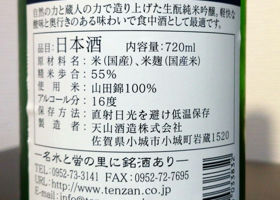 自然の力と蔵人の力で造り上げた生酛純米吟醸。軽快な
酸味と奥行きのある味わいで食中酒として最適です。
品目:日本酒 内容量:720ml
原材料名:米(国産)、米麹(国産米)
精米歩合:55%
原料米:山田錦100%
アルコール分:16度
保存方法:直射日光を避け低温保存
製造者:天山酒造株式会社
佐賀県小城市小城町岩蔵1520
―名水と蛍の里に銘酒あり―
TEL 0952-73-3141 FAX 0952-72-7695
http://www.tenzan.co.jp
E-mail:info@tenzan.co.jp